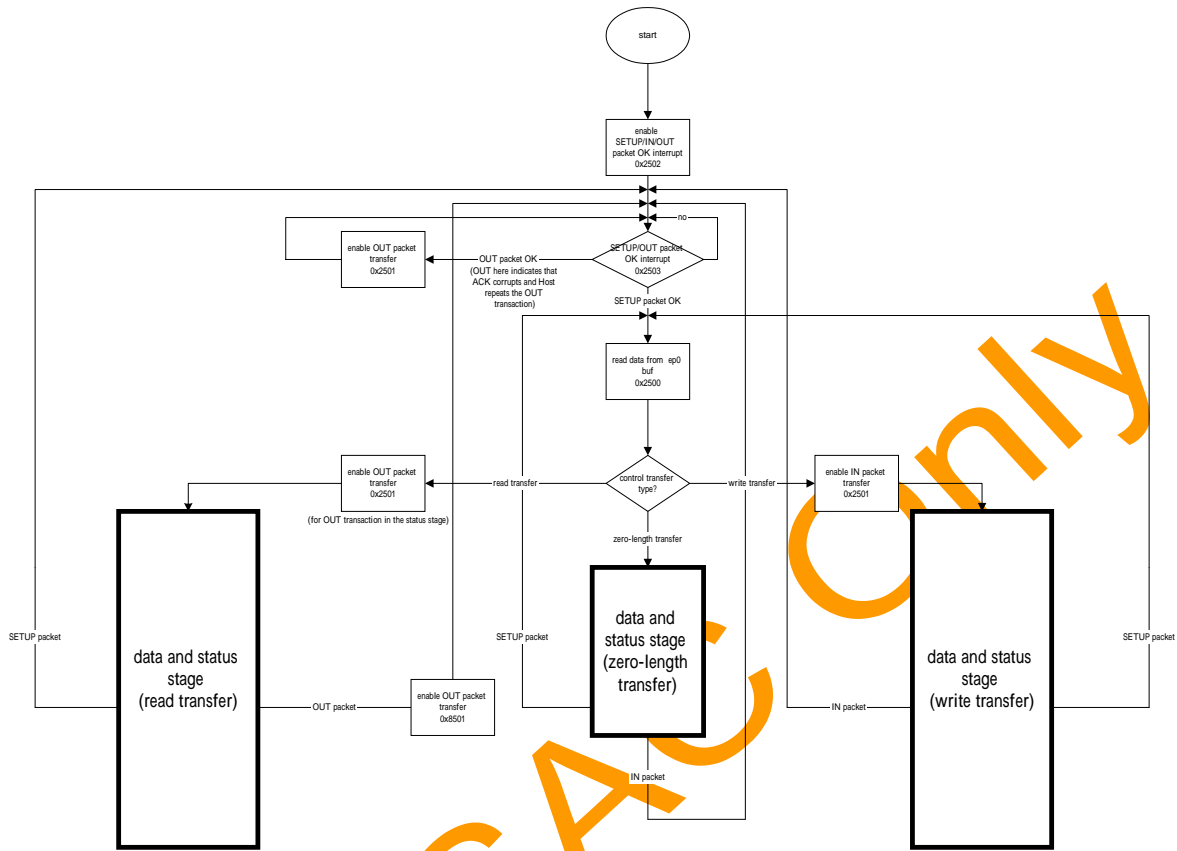 start
enable
SETUP/IN/OUT
packet OK interrupt
0x2502
no
enable OUT packet
transfer
0x2501
OUT packet OK
(OUT here indicates that
ACK corrupts and Host
repeats the OUT
transaction)
SETUP/OUT packet
OK interrupt
0x2503
SETUP packet OK
read data from ep0
buf
0x2500
enable OUT packet
transfer
0x2501
(for OUT transaction in the status stage)
read transfer
control transfer
type?
write transfer
enable IN packet
transfer
0x2501
zero-length transfer
SETUP packet
data and status
stage
(read transfer)
OUT packet
enable OUT packet
transfer
0x8501
SETUP packet
data and
status stage
(zero-length
transfer)
IN packet
IN packet
data and status
stage
(write transfer)
SETUP packet
AC Only